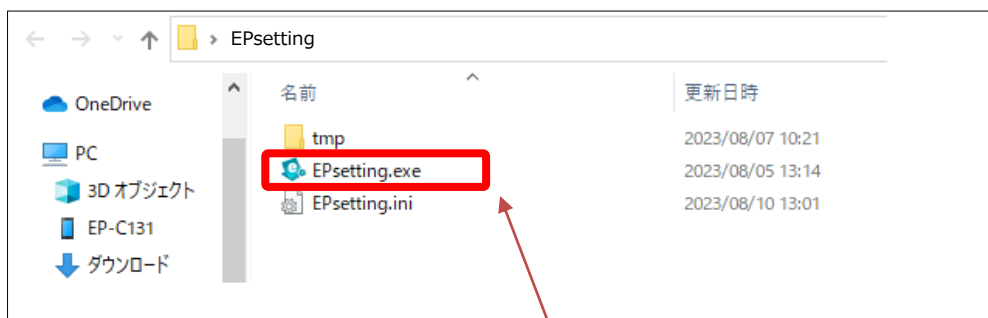 EPsetting
OneDrive
PC
3D オブジェクト
EP-C131
ダウンロード
名前 更新日時
tmp 2023/08/07 10:21
EPsetting.exe 2023/08/05 13:14
EPsetting.ini 2023/08/10 13:01